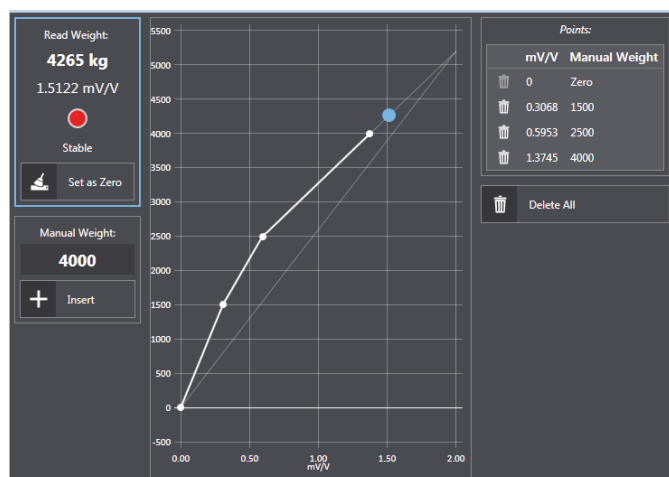 Read Weight:
4265 kg
1.5122 mV/V
Stable
Set as Zero
Manual Weight:
4000
Insert
5500
5000
4500
4000
3500
3000
2500
2000
1500
1000
500
0
-500
0.00 0.50 1.00 1.50 2.00
mV/V
Points:
mV/V Manual Weight
0 Zero
0.3068 1500
0.5953 2500
1.3745 4000
Delete All